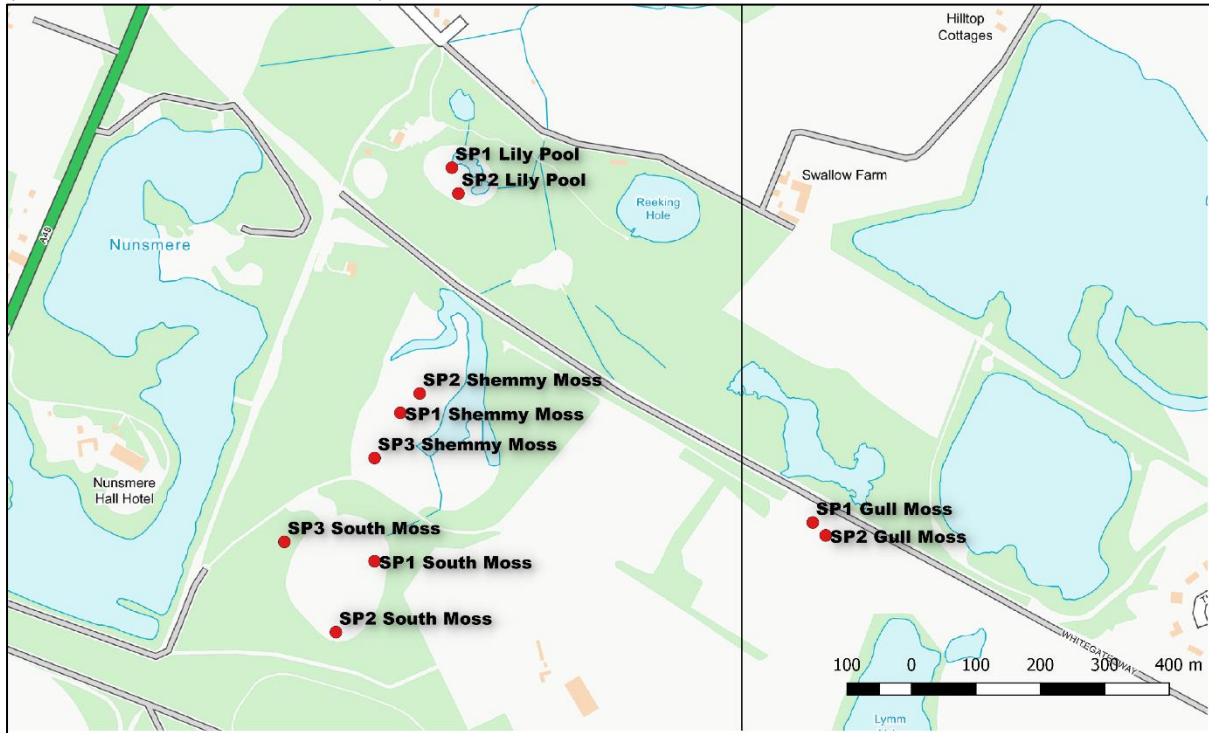 Hilltop
Cottages
SP1 Lily Pool
SP2 Lily Pool
Swallow Farm
Reeking
Hole
A49
Nunsmere
SP2 Shemmy Moss
SP1 Shemmy Moss
SP3 Shemmy Moss
Nunsmere
Hall Hotel
SP1 Gull Moss
SP2 Gull Moss
SP3 South Moss
SP1 South Moss
SP2 South Moss
WHITEGATE WAY
100 0 100 200 300 400 m
Lymm